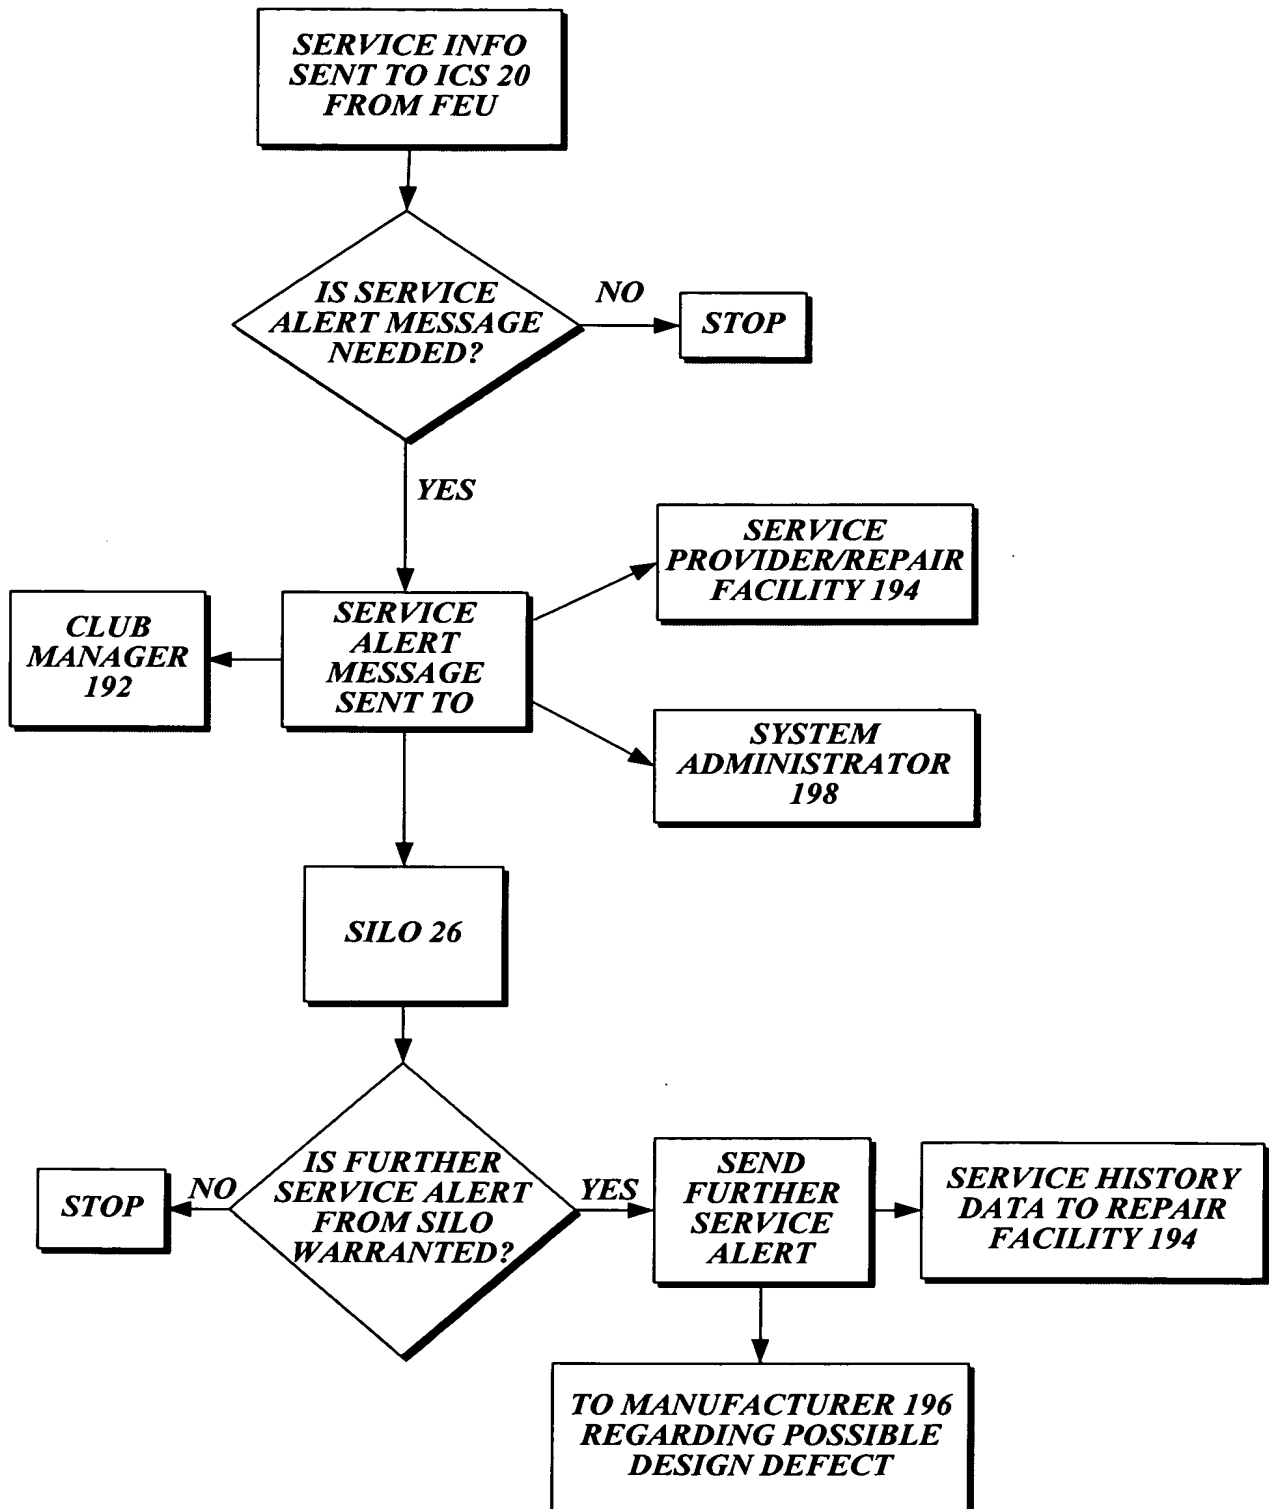 SERVICE INFO
SENT TO ICS 20
FROM FEU
IS SERVICE
ALERT MESSAGE
NEEDED?
NO
STOP
YES
SERVICE
PROVIDER/REPAIR
FACILITY 194
CLUB
MANAGER
192
SERVICE
ALERT
MESSAGE
SENT TO
SYSTEM
ADMINISTRATOR
198
SILO 26
IS FURTHER
SERVICE ALERT
FROM SILO
WARRANTED?
NO
STOP
YES
SEND
FURTHER
SERVICE
ALERT
SERVICE HISTORY
DATA TO REPAIR
FACILITY 194
TO MANUFACTURER 196
REGARDING POSSIBLE
DESIGN DEFECT